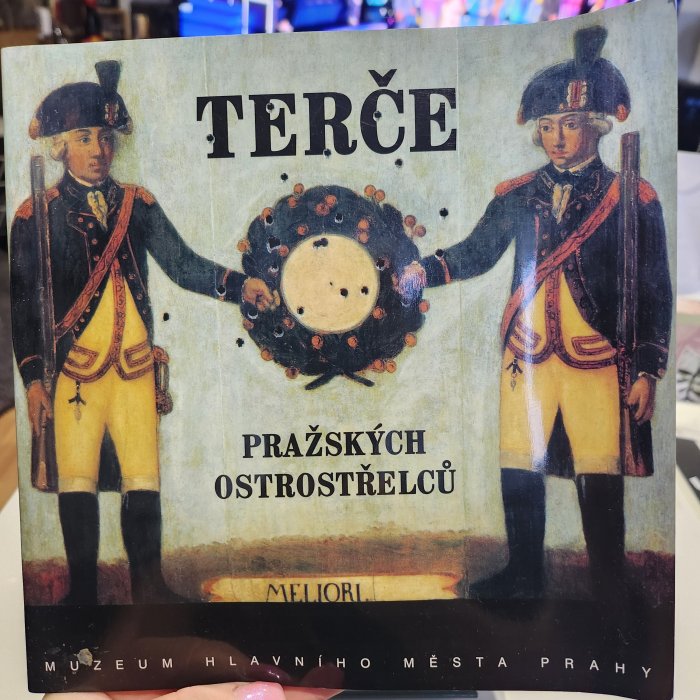 TERČE
PRAŽSKÝCH
OSTROSTŘELCŮ
MELIORI.
MUZEUM HLAVNÍHO MĚSTA PRAHY